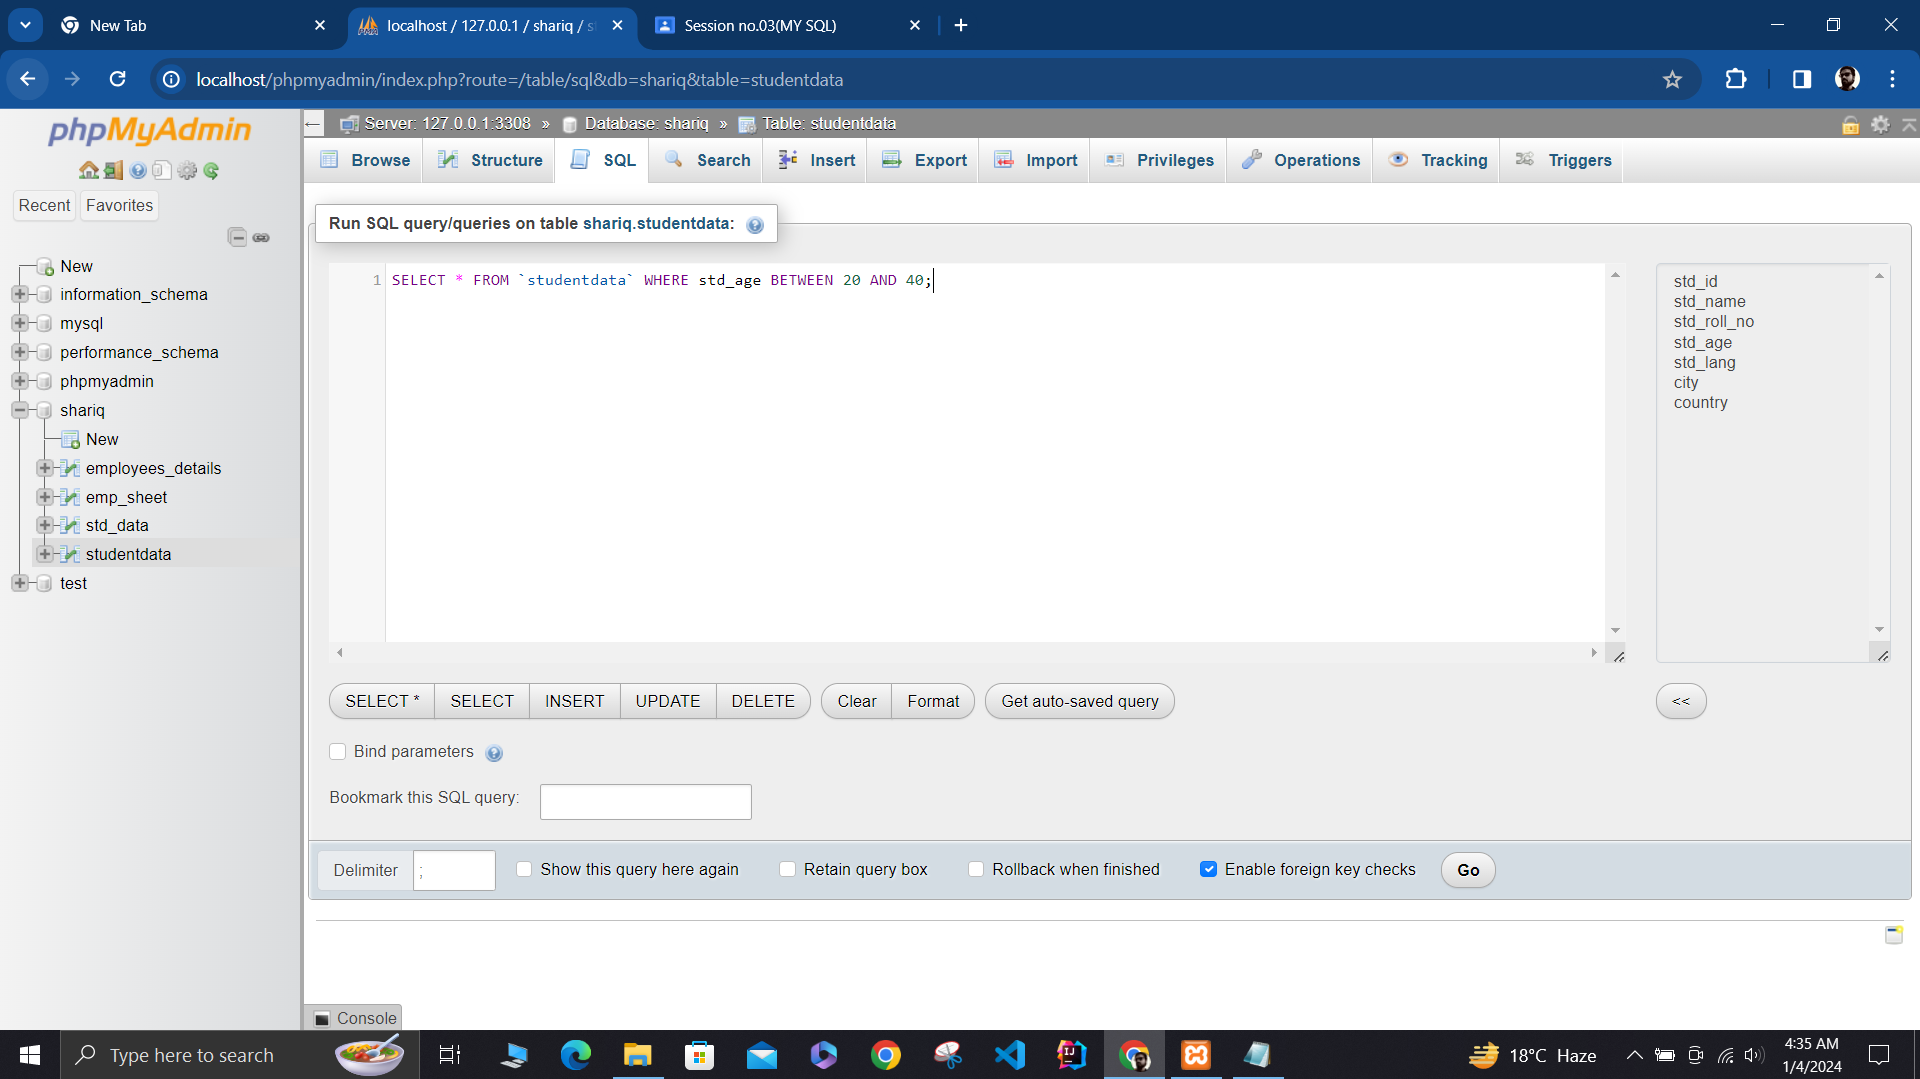 New Tab
localhost / 127.0.0.1 / shariq / s
Session no.03(MY SQL)
localhost/phpmyadmin/index.php?route=/table/sql&db=shariq&table=studentdata
phpMyAdmin
Recent
Favorites
New
information_schema
mysql
performance_schema
phpmyadmin
shariq
New
employees_details
emp_sheet
std_data
studentdata
test
Server: 127.0.0.1:3308 » Database: shariq » Table: studentdata
Browse
Structure
SQL
Search
Insert
Export
Import
Privileges
Operations
Tracking
Triggers
Run SQL query/queries on table shariq.studentdata:
1 SELECT * FROM `studentdata` WHERE std_age BETWEEN 20 AND 40;
std_id
std_name
std_roll_no
std_age
std_lang
city
country
SELECT *
SELECT
INSERT
UPDATE
DELETE
Clear
Format
Get auto-saved query
<<
Bind parameters
Bookmark this SQL query:
Delimiter
;
Show this query here again
Retain query box
Rollback when finished
Enable foreign key checks
Go
Console
Type here to search
18°C Haze
4:35 AM
1/4/2024